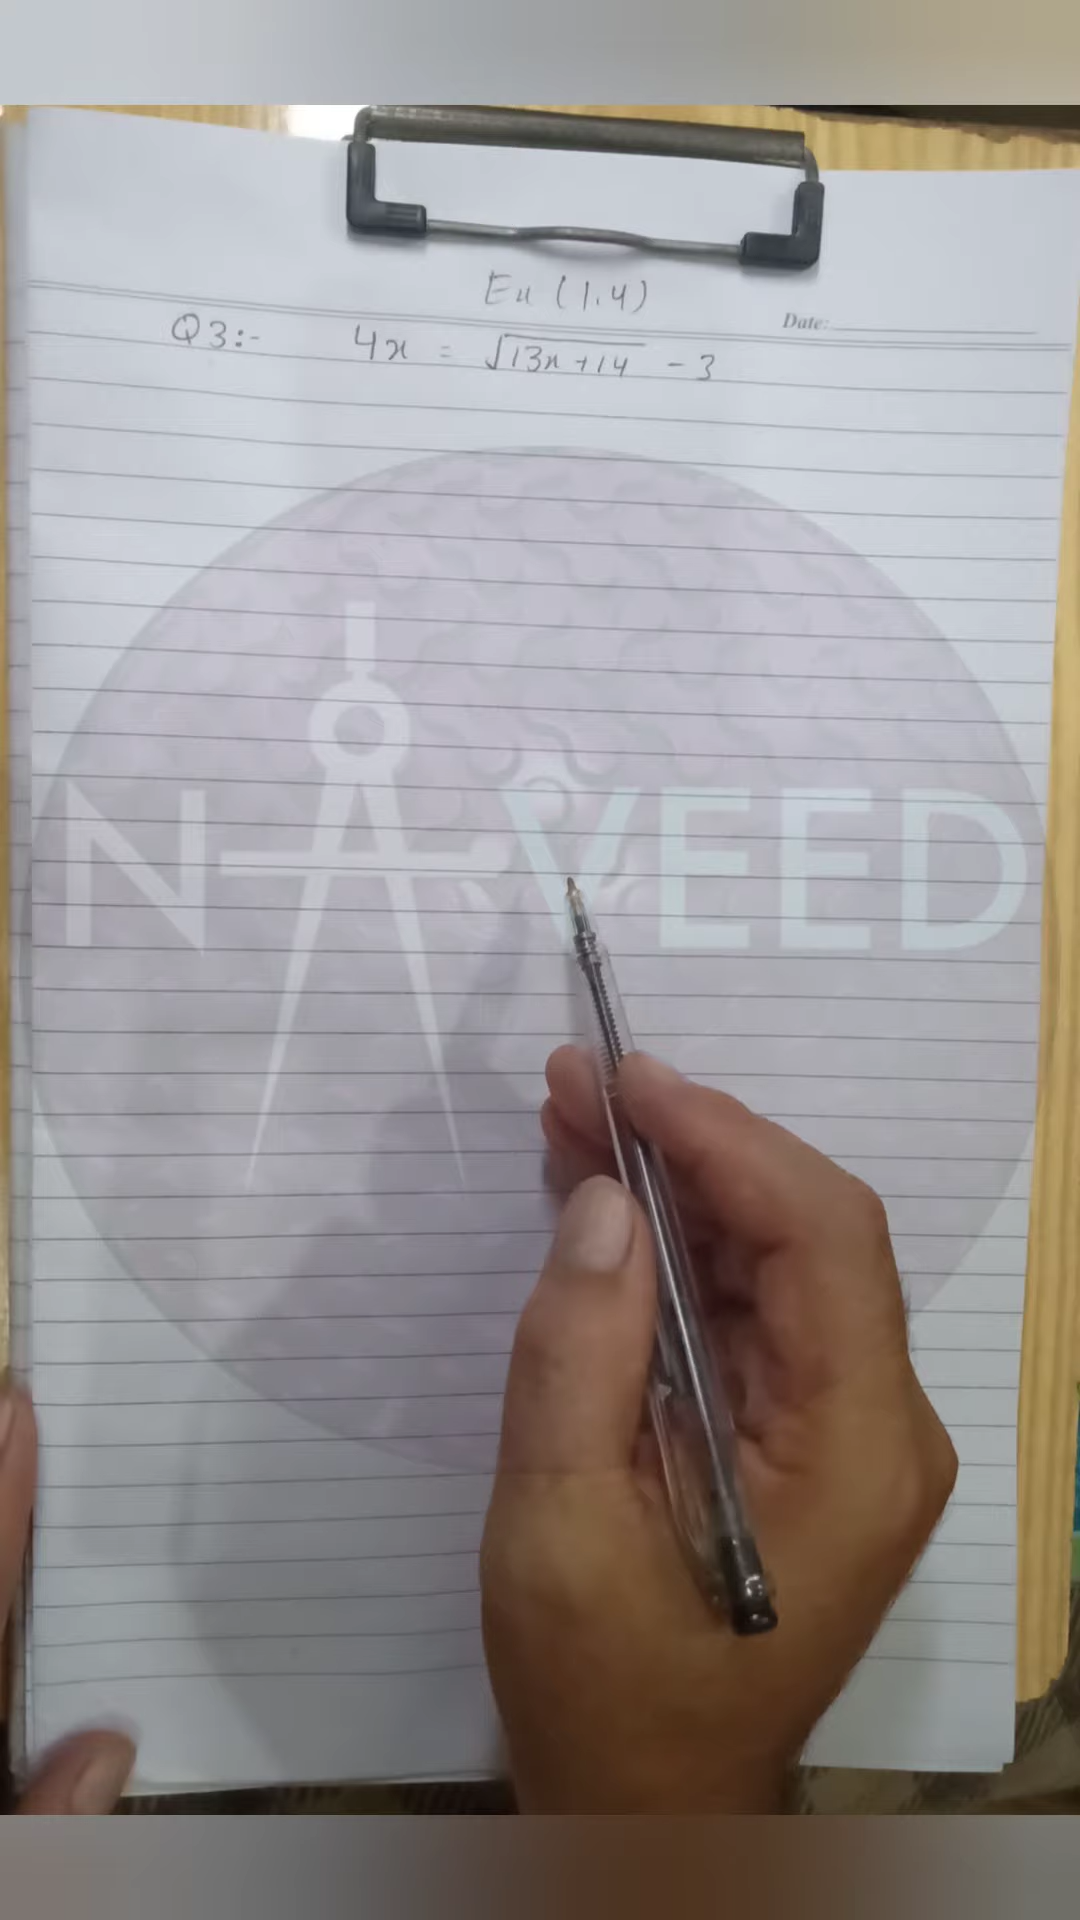 Ex (1.4)
Date:
Q3:- 4x = √13x+14 - 3
NAVEED